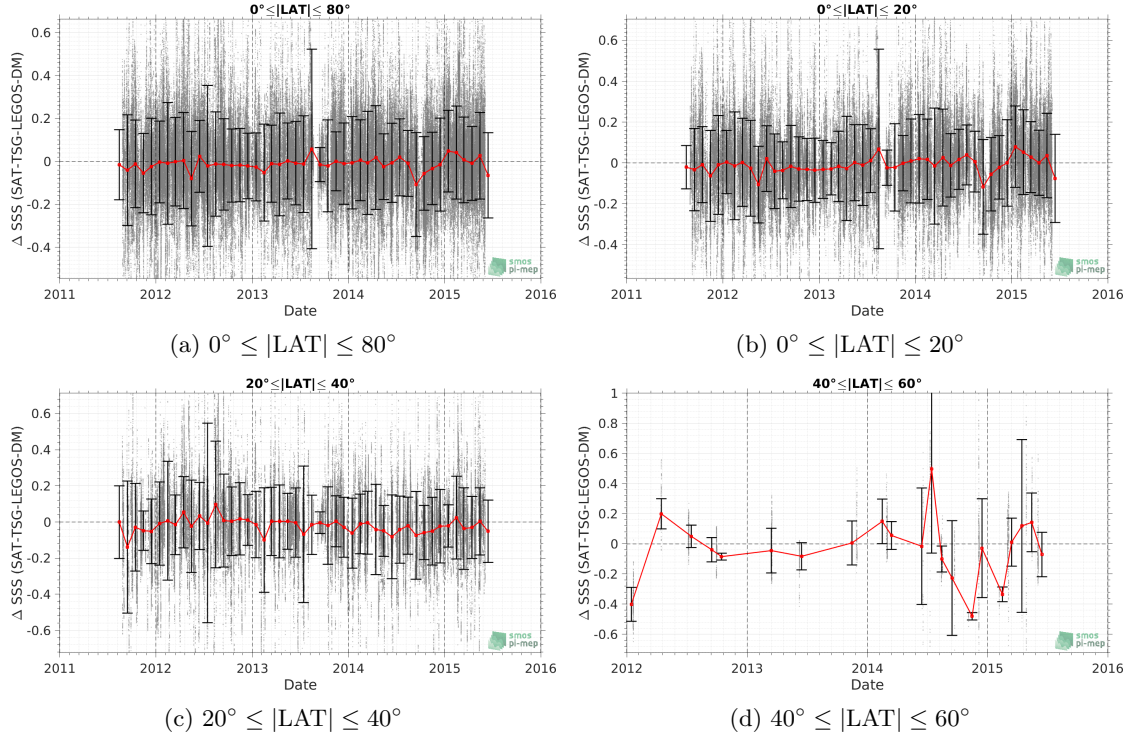 0°≤|LAT|≤ 80°
Δ SSS (SAT-TSG-LEGOS-DM)
0.6
0.4
0.2
0
-0.2
-0.4
2011 2012 2013 2014 2015 2016
Date
smos
pi-mep
(a) 0° ≤ |LAT| ≤ 80°
0°≤|LAT|≤ 20°
Δ SSS (SAT-TSG-LEGOS-DM)
0.6
0.4
0.2
0
-0.2
-0.4
2011 2012 2013 2014 2015 2016
Date
smos
pi-mep
(b) 0° ≤ |LAT| ≤ 20°
20°≤|LAT|≤ 40°
Δ SSS (SAT-TSG-LEGOS-DM)
0.6
0.4
0.2
0
-0.2
-0.4
-0.6
2011 2012 2013 2014 2015 2016
Date
smos
pi-mep
(c) 20° ≤ |LAT| ≤ 40°
40°≤|LAT|≤ 60°
Δ SSS (SAT-TSG-LEGOS-DM)
1
0.8
0.6
0.4
0.2
0
-0.2
-0.4
-0.6
2012 2013 2014 2015 2016
Date
smos
pi-mep
(d) 40° ≤ |LAT| ≤ 60°